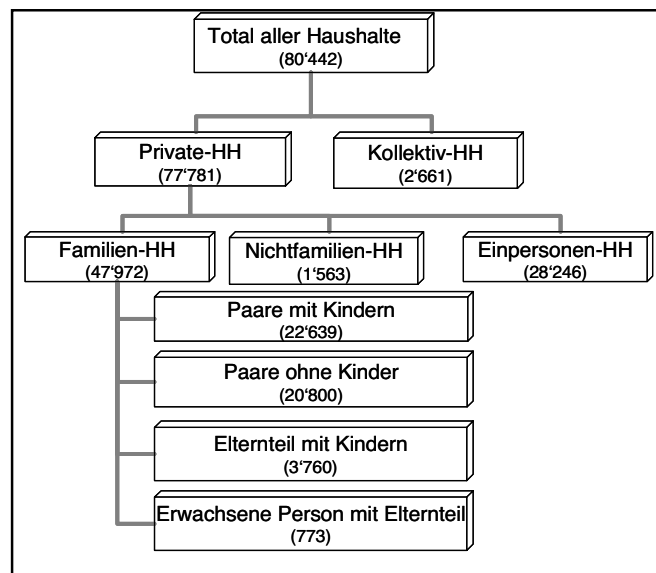 Total aller Haushalte
(80‘442)
Private-HH
(77‘781)
Kollektiv-HH
(2‘661)
Familien-HH
(47‘972)
Nichtfamilien-HH
(1‘563)
Einpersonen-HH
(28‘246)
Paare mit Kindern
(22‘639)
Paare ohne Kinder
(20‘800)
Elternteil mit Kindern
(3‘760)
Erwachsene Person mit Elternteil
(773)